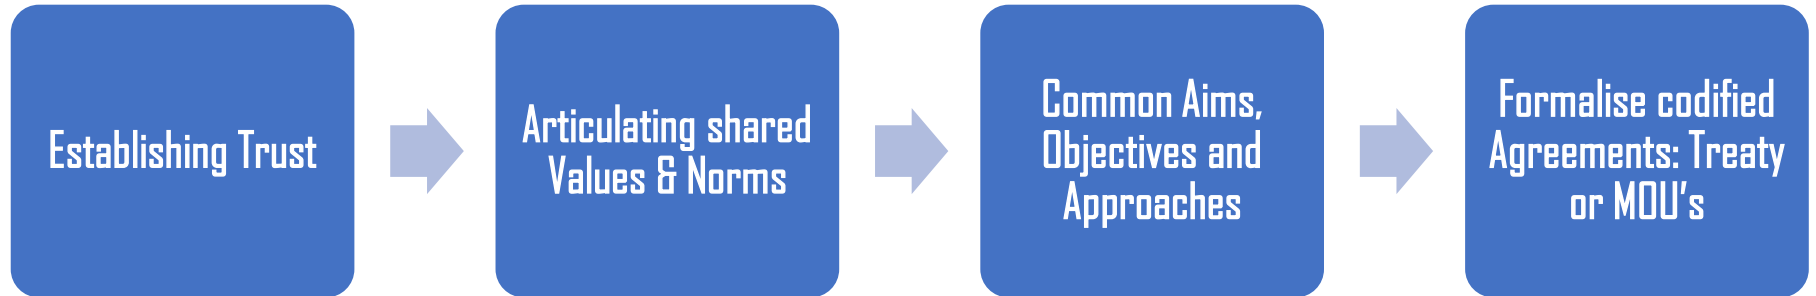 Establishing Trust
Articulating shared
Values & Norms
Common Aims,
Objectives and
Approaches
Formalise codified
Agreements: Treaty
or MOU's